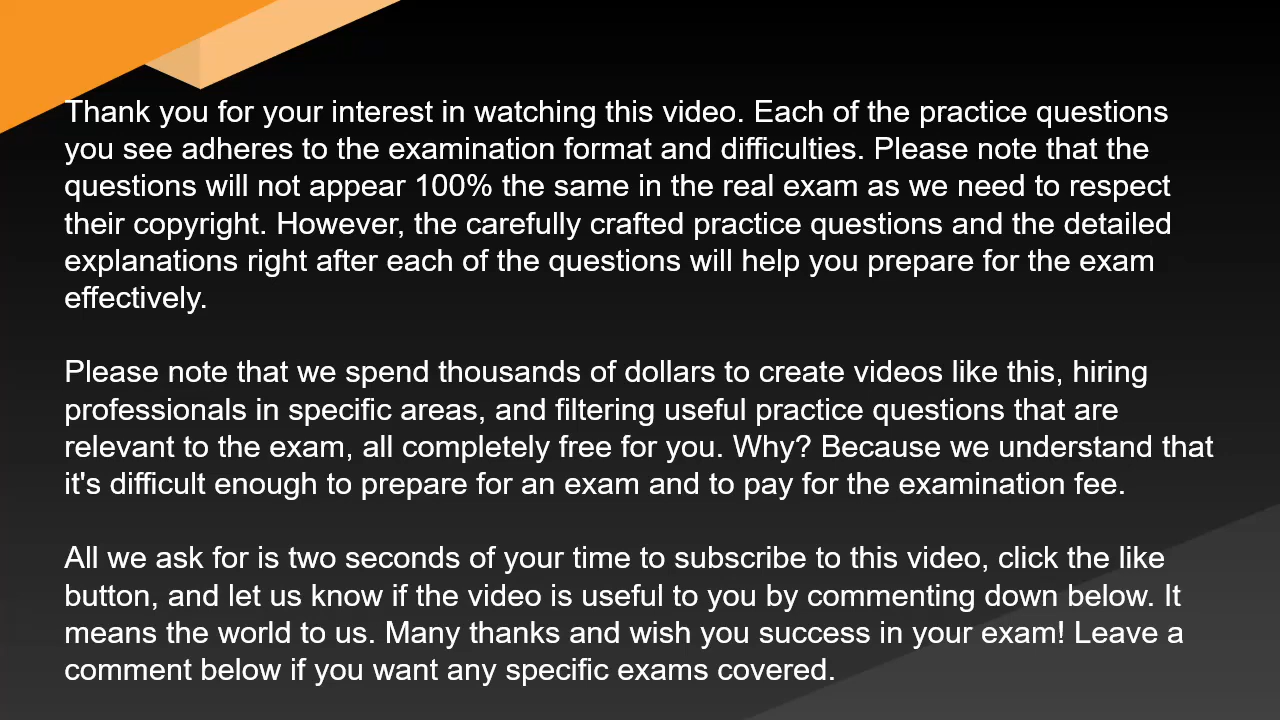 Thank you for your interest in watching this video. Each of the practice questions
you see adheres to the examination format and difficulties. Please note that the
questions will not appear 100% the same in the real exam as we need to respect
their copyright. However, the carefully crafted practice questions and the detailed
explanations right after each of the questions will help you prepare for the exam
effectively.
Please note that we spend thousands of dollars to create videos like this, hiring
professionals in specific areas, and filtering useful practice questions that are
relevant to the exam, all completely free for you. Why? Because we understand that
it's difficult enough to prepare for an exam and to pay for the examination fee.
All we ask for is two seconds of your time to subscribe to this video, click the like
button, and let us know if the video is useful to you by commenting down below. It
means the world to us. Many thanks and wish you success in your exam! Leave a
comment below if you want any specific exams covered.